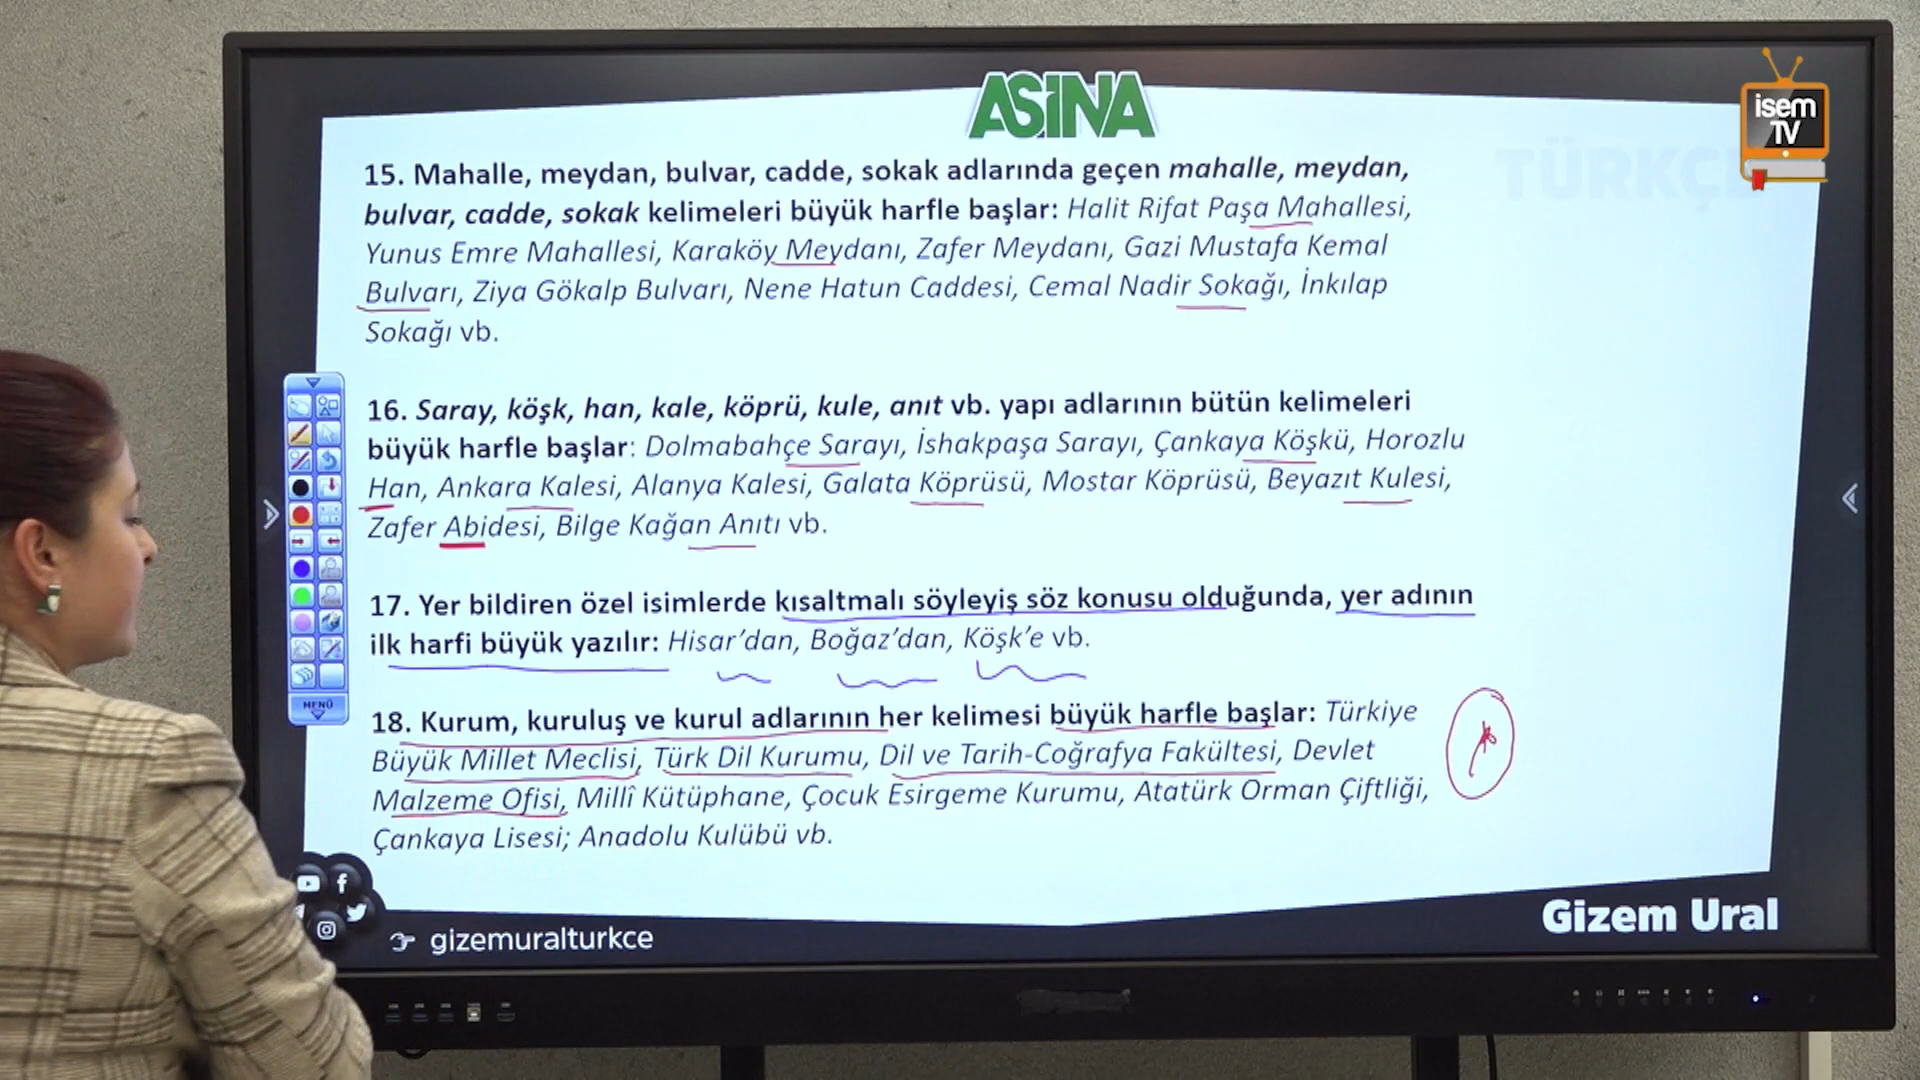 ASiNA
isem
TV
TÜRKÇE
15. Mahalle, meydan, bulvar, cadde, sokak adlarında geçen mahalle, meydan,
bulvar, cadde, sokak kelimeleri büyük harfle başlar: Halit Rifat Paşa Mahallesi,
Yunus Emre Mahallesi, Karaköy Meydanı, Zafer Meydanı, Gazi Mustafa Kemal
Bulvarı, Ziya Gökalp Bulvarı, Nene Hatun Caddesi, Cemal Nadir Sokağı, İnkılap
Sokağı vb.
16. Saray, köşk, han, kale, köprü, kule, anıt vb. yapı adlarının bütün kelimeleri
büyük harfle başlar: Dolmabahçe Sarayı, İshakpaşa Sarayı, Çankaya Köşkü, Horozlu
Han, Ankara Kalesi, Alanya Kalesi, Galata Köprüsü, Mostar Köprüsü, Beyazıt Kulesi,
Zafer Abidesi, Bilge Kağan Anıtı vb.
17. Yer bildiren özel isimlerde kısaltmalı söyleyiş söz konusu olduğunda, yer adının
ilk harfi büyük yazılır: Hisar’dan, Boğaz’dan, Köşk’e vb.
18. Kurum, kuruluş ve kurul adlarının her kelimesi büyük harfle başlar: Türkiye
Büyük Millet Meclisi, Türk Dil Kurumu, Dil ve Tarih-Coğrafya Fakültesi, Devlet
Malzeme Ofisi, Millî Kütüphane, Çocuk Esirgeme Kurumu, Atatürk Orman Çiftliği,
Çankaya Lisesi; Anadolu Kulübü vb.
MENÜ
gizemuralturkce
Gizem Ural